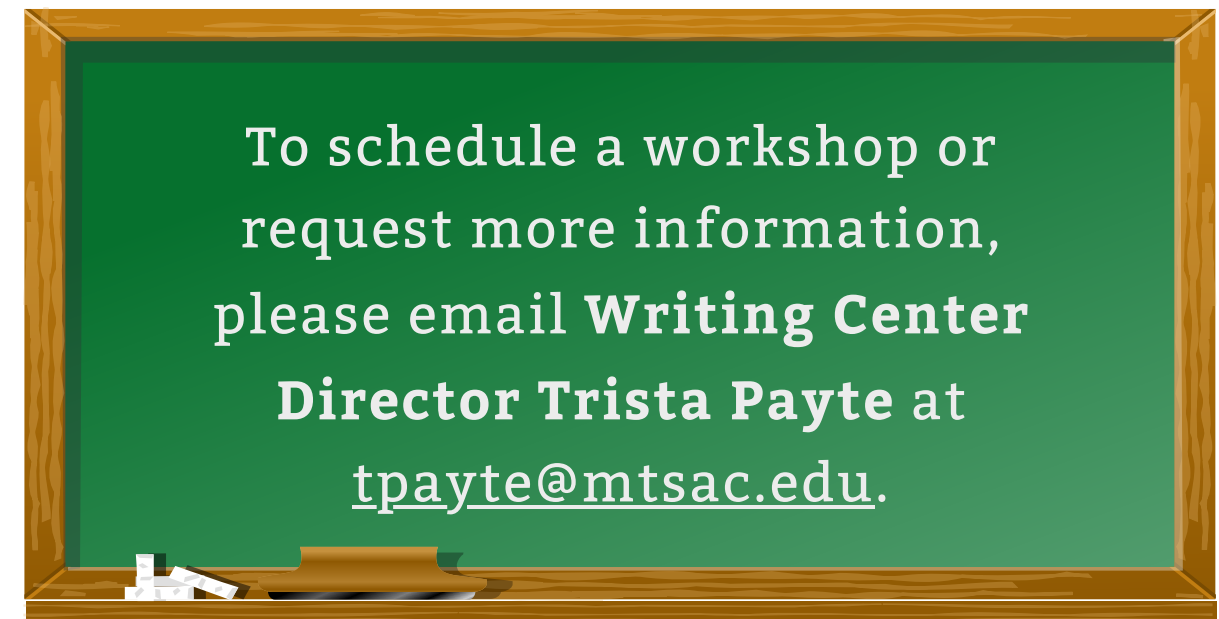 To schedule a workshop or
request more information,
please email Writing Center
Director Trista Payte at
tpayte@mtsac.edu.